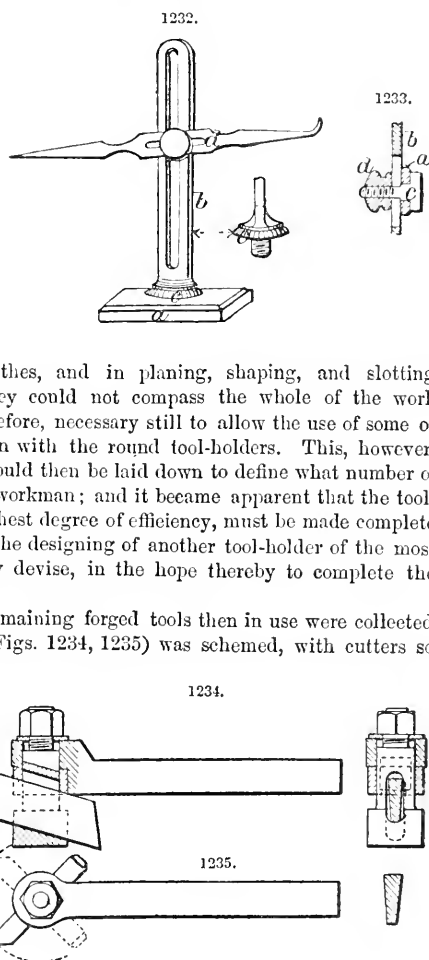 1232.
1233.
a
b
a
d
c
b
e
e
a
thes, and in planing, shaping, and slotting
ey could not compass the whole of the work
efore, necessary still to allow the use of some o
n with the round tool-holders. This, however
ould then be laid down to define what number o
workman; and it became apparent that the tool
hest degree of efficiency, must be made complete
he designing of another tool-holder of the mos
devise, in the hope thereby to complete the
maining forged tools then in use were collected
Figs. 1234, 1235) was schemed, with cutters so
1234.
1235.